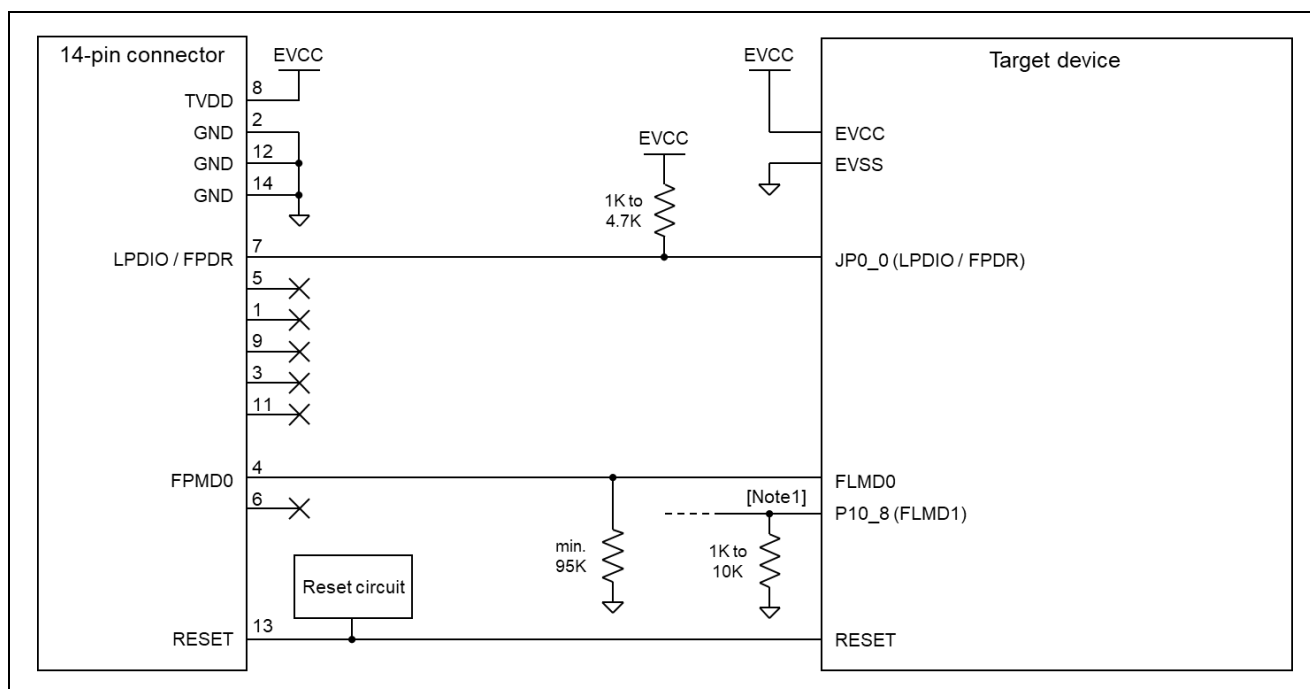 14-pin connector
EVCC
8
TVDD
2
GND
12
GND
14
GND
7
LPDIO / FPDR
5
1
9
3
11
4
FPMD0
6
13
RESET
Reset circuit
EVCC
1K to
4.7K
min.
95K
[Note1]
1K to
10K
EVCC
Target device
EVCC
EVSS
JP0_0 (LPDIO / FPDR)
FLMD0
P10_8 (FLMD1)
RESET